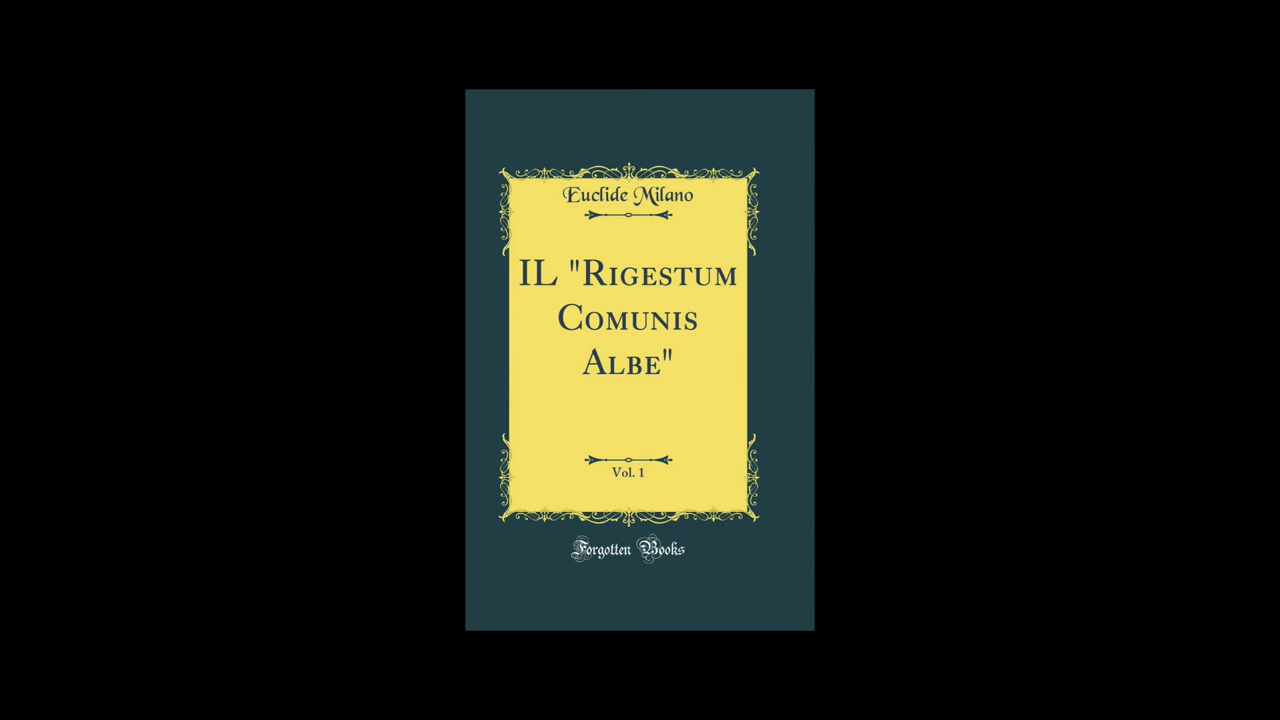 Euclide Milano
IL "Rigestum
Comunis
Albe"
Vol. 1
Forgotten Books